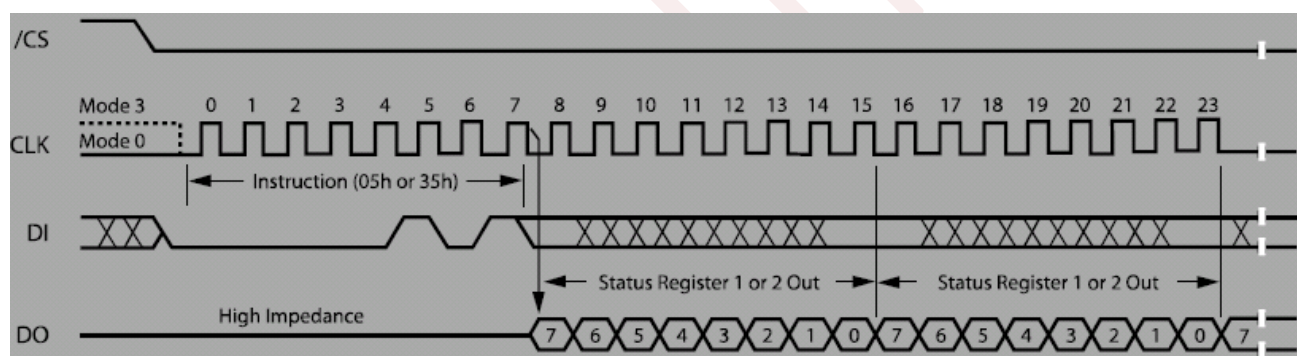 /CS
Mode 3 0 1 2 3 4 5 6 7 8 9 10 11 12 13 14 15 16 17 18 19 20 21 22 23
CLK Mode 0
Instruction (05h or 35h)
DI
Status Register 1 or 2 Out Status Register 1 or 2 Out
High Impedance
DO 7 6 5 4 3 2 1 0 7 6 5 4 3 2 1 0 7